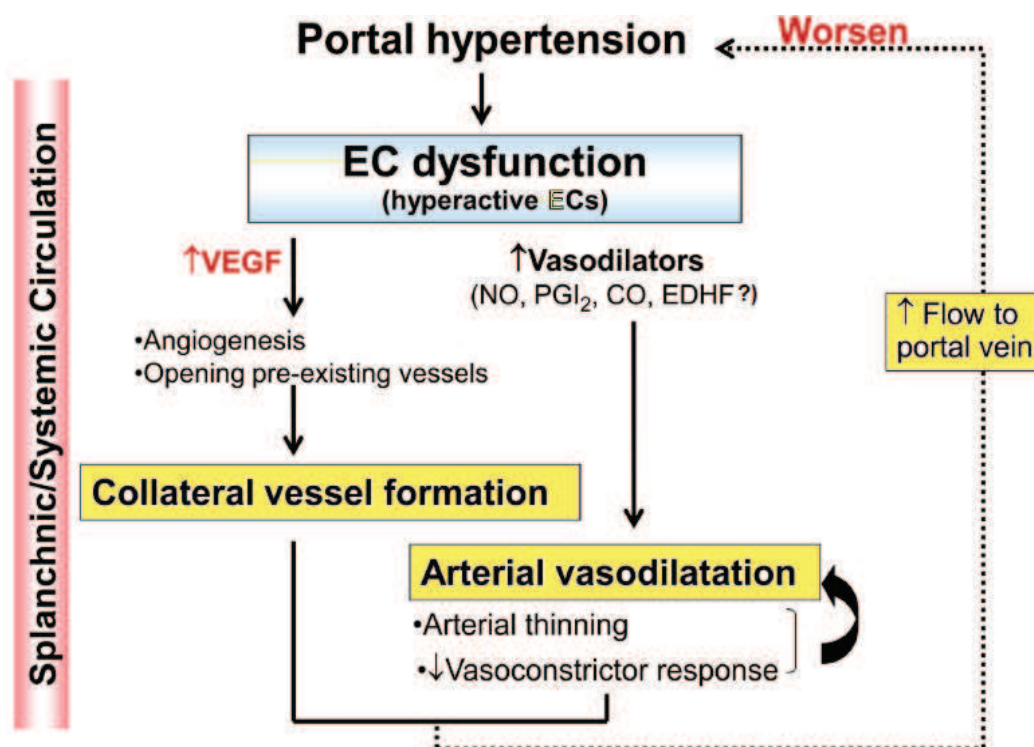 Portal hypertension
Worsen
Splanchnic/Systemic Circulation
EC dysfunction
(hyperactive ECs)
↑VEGF
↑Vasodilators
(NO, PGI₂, CO, EDHF?)
↑ Flow to
portal vein
•Angiogenesis
•Opening pre-existing vessels
Collateral vessel formation
Arterial vasodilatation
•Arterial thinning
•↓Vasoconstrictor response